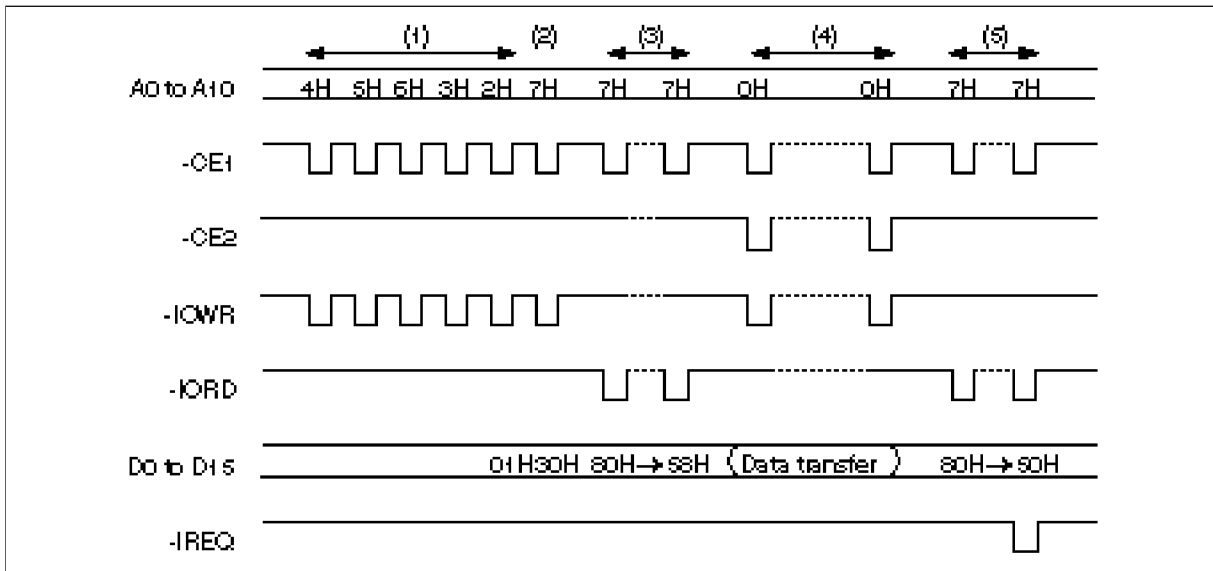 (1) (2) (3) (4) (5)
A0 to A10 4H 5H 6H 3H 2H 7H 7H 7H 0H 0H 7H 7H
-CE1
-CE2
-IOWR
-IORD
D0 to D15 01H 30H 80H→58H (Data transfer) 80H→50H
-IREQ